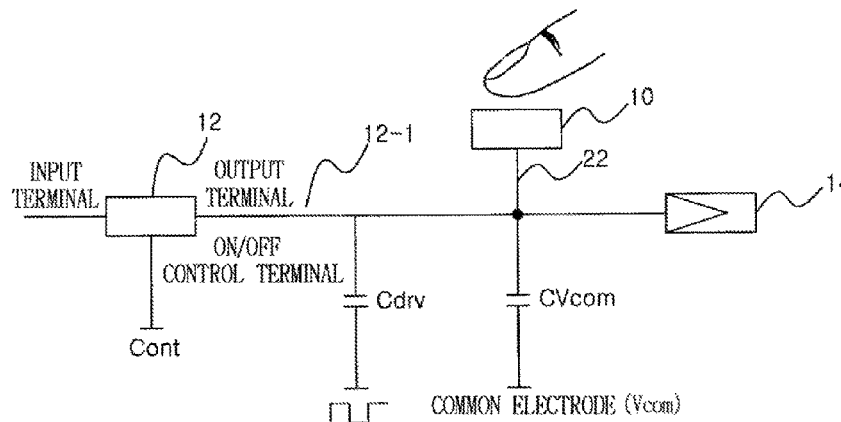 10
12
12-1
22
INPUT
TERMINAL
OUTPUT
TERMINAL
ON/OFF
CONTROL TERMINAL
Cdrv
CVcom
Cont
COMMON ELECTRODE (Vcom)